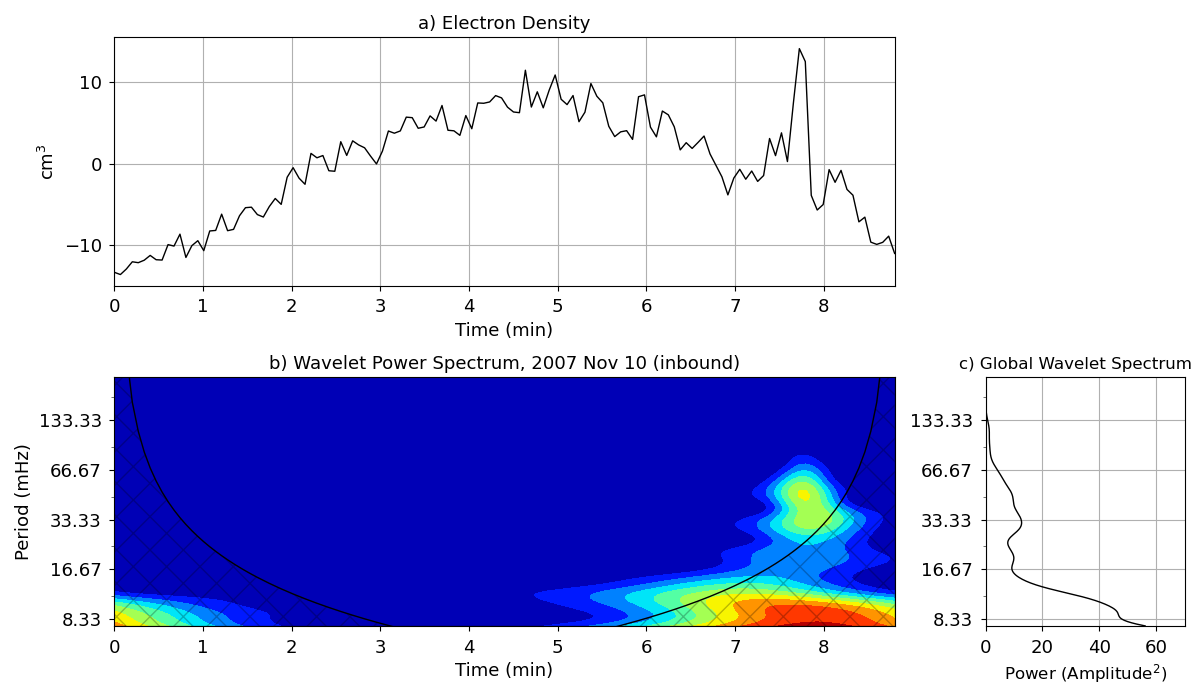 a) Electron Density
cm³
10
0
−10
0 1 2 3 4 5 6 7 8
Time (min)
b) Wavelet Power Spectrum, 2007 Nov 10 (inbound)
Period (mHz)
133.33
66.67
33.33
16.67
8.33
0 1 2 3 4 5 6 7 8
Time (min)
c) Global Wavelet Spectrum
133.33
66.67
33.33
16.67
8.33
0 20 40 60
Power (Amplitude²)